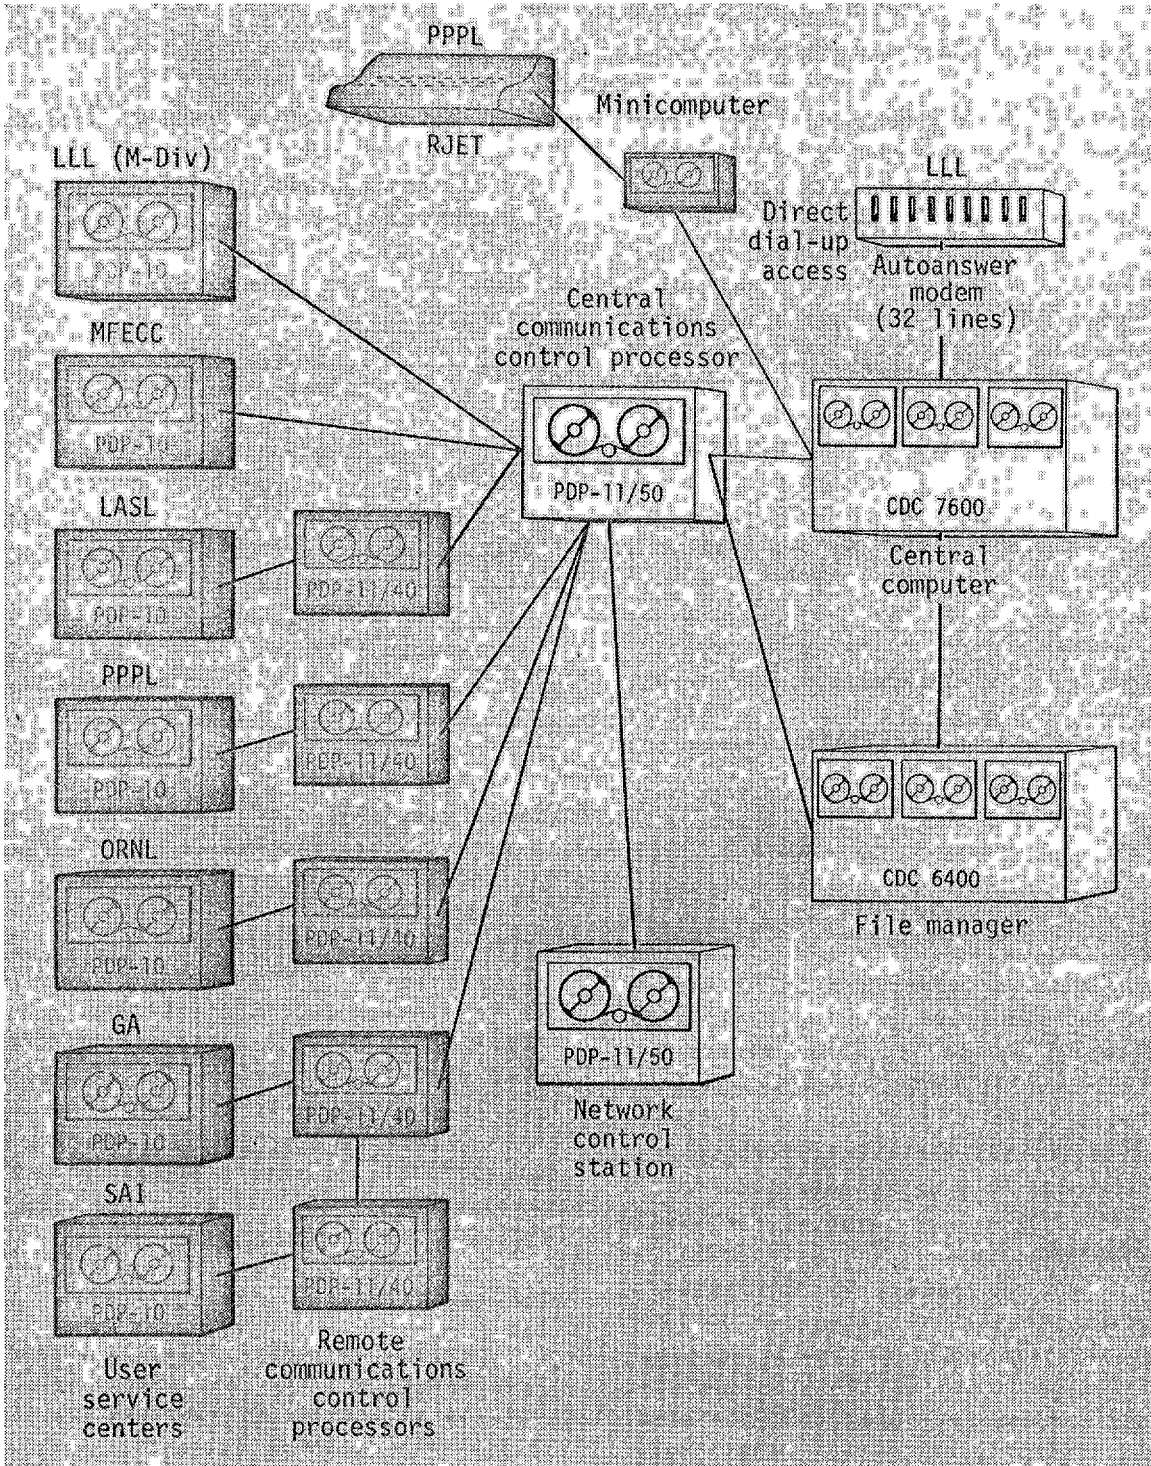 PPPL
RJET
Minicomputer
LLL (M-Div)
PDP-10
LLL
Direct
dial-up
access
Autoanswer
modem
(32 lines)
MFECC
PDP-10
Central
communications
control processor
PDP-11/50
CDC 7600
Central
computer
LASL
PDP-10
PDP-11/40
PPPL
PDP-10
PDP-11/40
CDC 6400
File manager
ORNL
PDP-10
PDP-11/40
PDP-11/50
Network
control
station
GA
PDP-10
PDP-11/40
SAI
PDP-10
PDP-11/40
User
service
centers
Remote
communications
control
processors